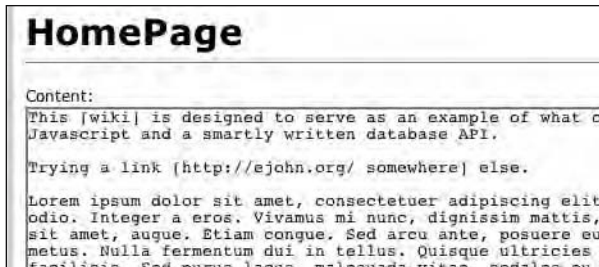 HomePage
Content:
This [wiki] is designed to serve as an example of what
Javascript and a smartly written database API.
Trying a link [http://ejohn.org/ somewhere] else.
Lorem ipsum dolor sit amet, consectetuer adipiscing elit
odio. Integer a eros. Vivamus mi nunc, dignissim mattis,
sit amet, augue. Etiam congue. Sed arcu ante, posuere eu
metus. Nulla fermentum dui in tellus. Quisque ultricies